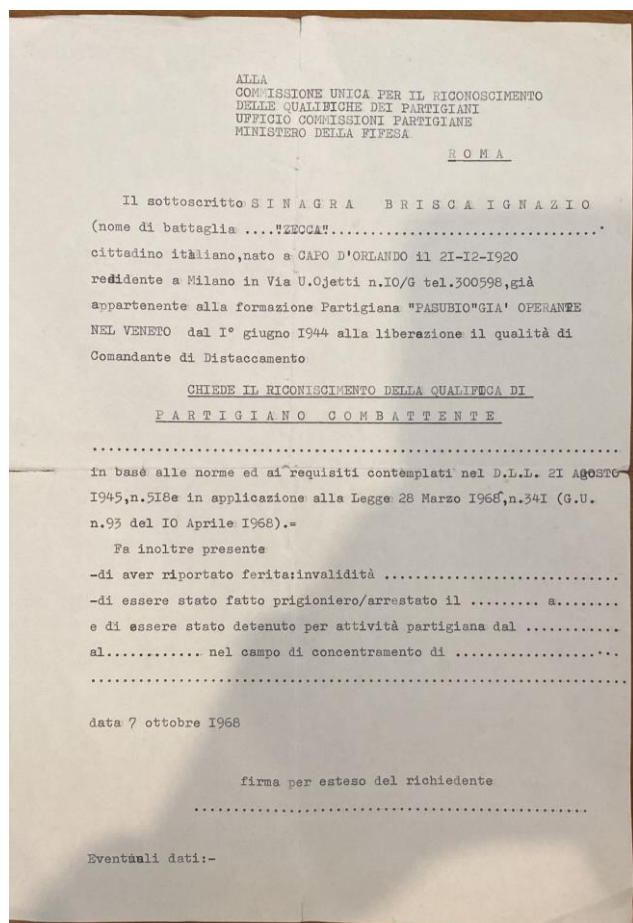 ALLA
COMMISSIONE UNICA PER IL RICONOSCIMENTO
DELLE QUALIFICHE DEI PARTIGIANI
UFFICIO COMMISSIONI PARTIGIANE
MINISTERO DELLA FIFESA
R O M A
Il sottoscritto S I N A G R A B R I S C A I G N A Z I O
(nome di battaglia ...."ZECCA"..................................
cittadino itàliano,nato a CAPO D'ORLANDO il 2I-I2-I920
redidente a Milano in Via U.Ojetti n.IO/G tel.300598,già
appartenente alla formazione Partigiana "PASUBIO"GIA' OPERANTE
NEL VENETO dal I° giugno I944 alla liberazione il qualità di
Comandante di Distaccamento
CHIEDE IL RICONISCIMENTO DELLA QUALIFICA DI
P A R T I G I A N O C O M B A T T E N T E
..................................................................
in base alle norme ed ai requisiti contemplati nel D.L.L. 2I AGOSTO
I945,n.5I8e in applicazione alla Legge 28 Marzo I968,n.34I (G.U.
n.93 del IO Aprile I968).=
Fa inoltre presente
-di aver riportato ferita:invalidità .............................
-di essere stato fatto prigioniero/arrestato il ......... a........
e di essere stato detenuto per attività partigiana dal ............
al............ nel campo di concentramento di .....................
...................................................................
data 7 ottobre I968
firma per esteso del richiedente
.................................................
Eventuali dati:-